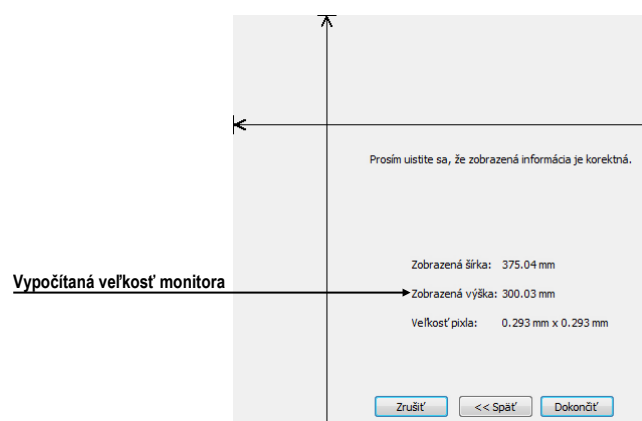 Prosím uistite sa, že zobrazená informácia je korektná.
Zobrazená šírka: 375.04 mm
Vypočítaná veľkosť monitora
Zobrazená výška: 300.03 mm
Veľkosť pixla: 0.293 mm x 0.293 mm
Zrušiť << Späť Dokončiť